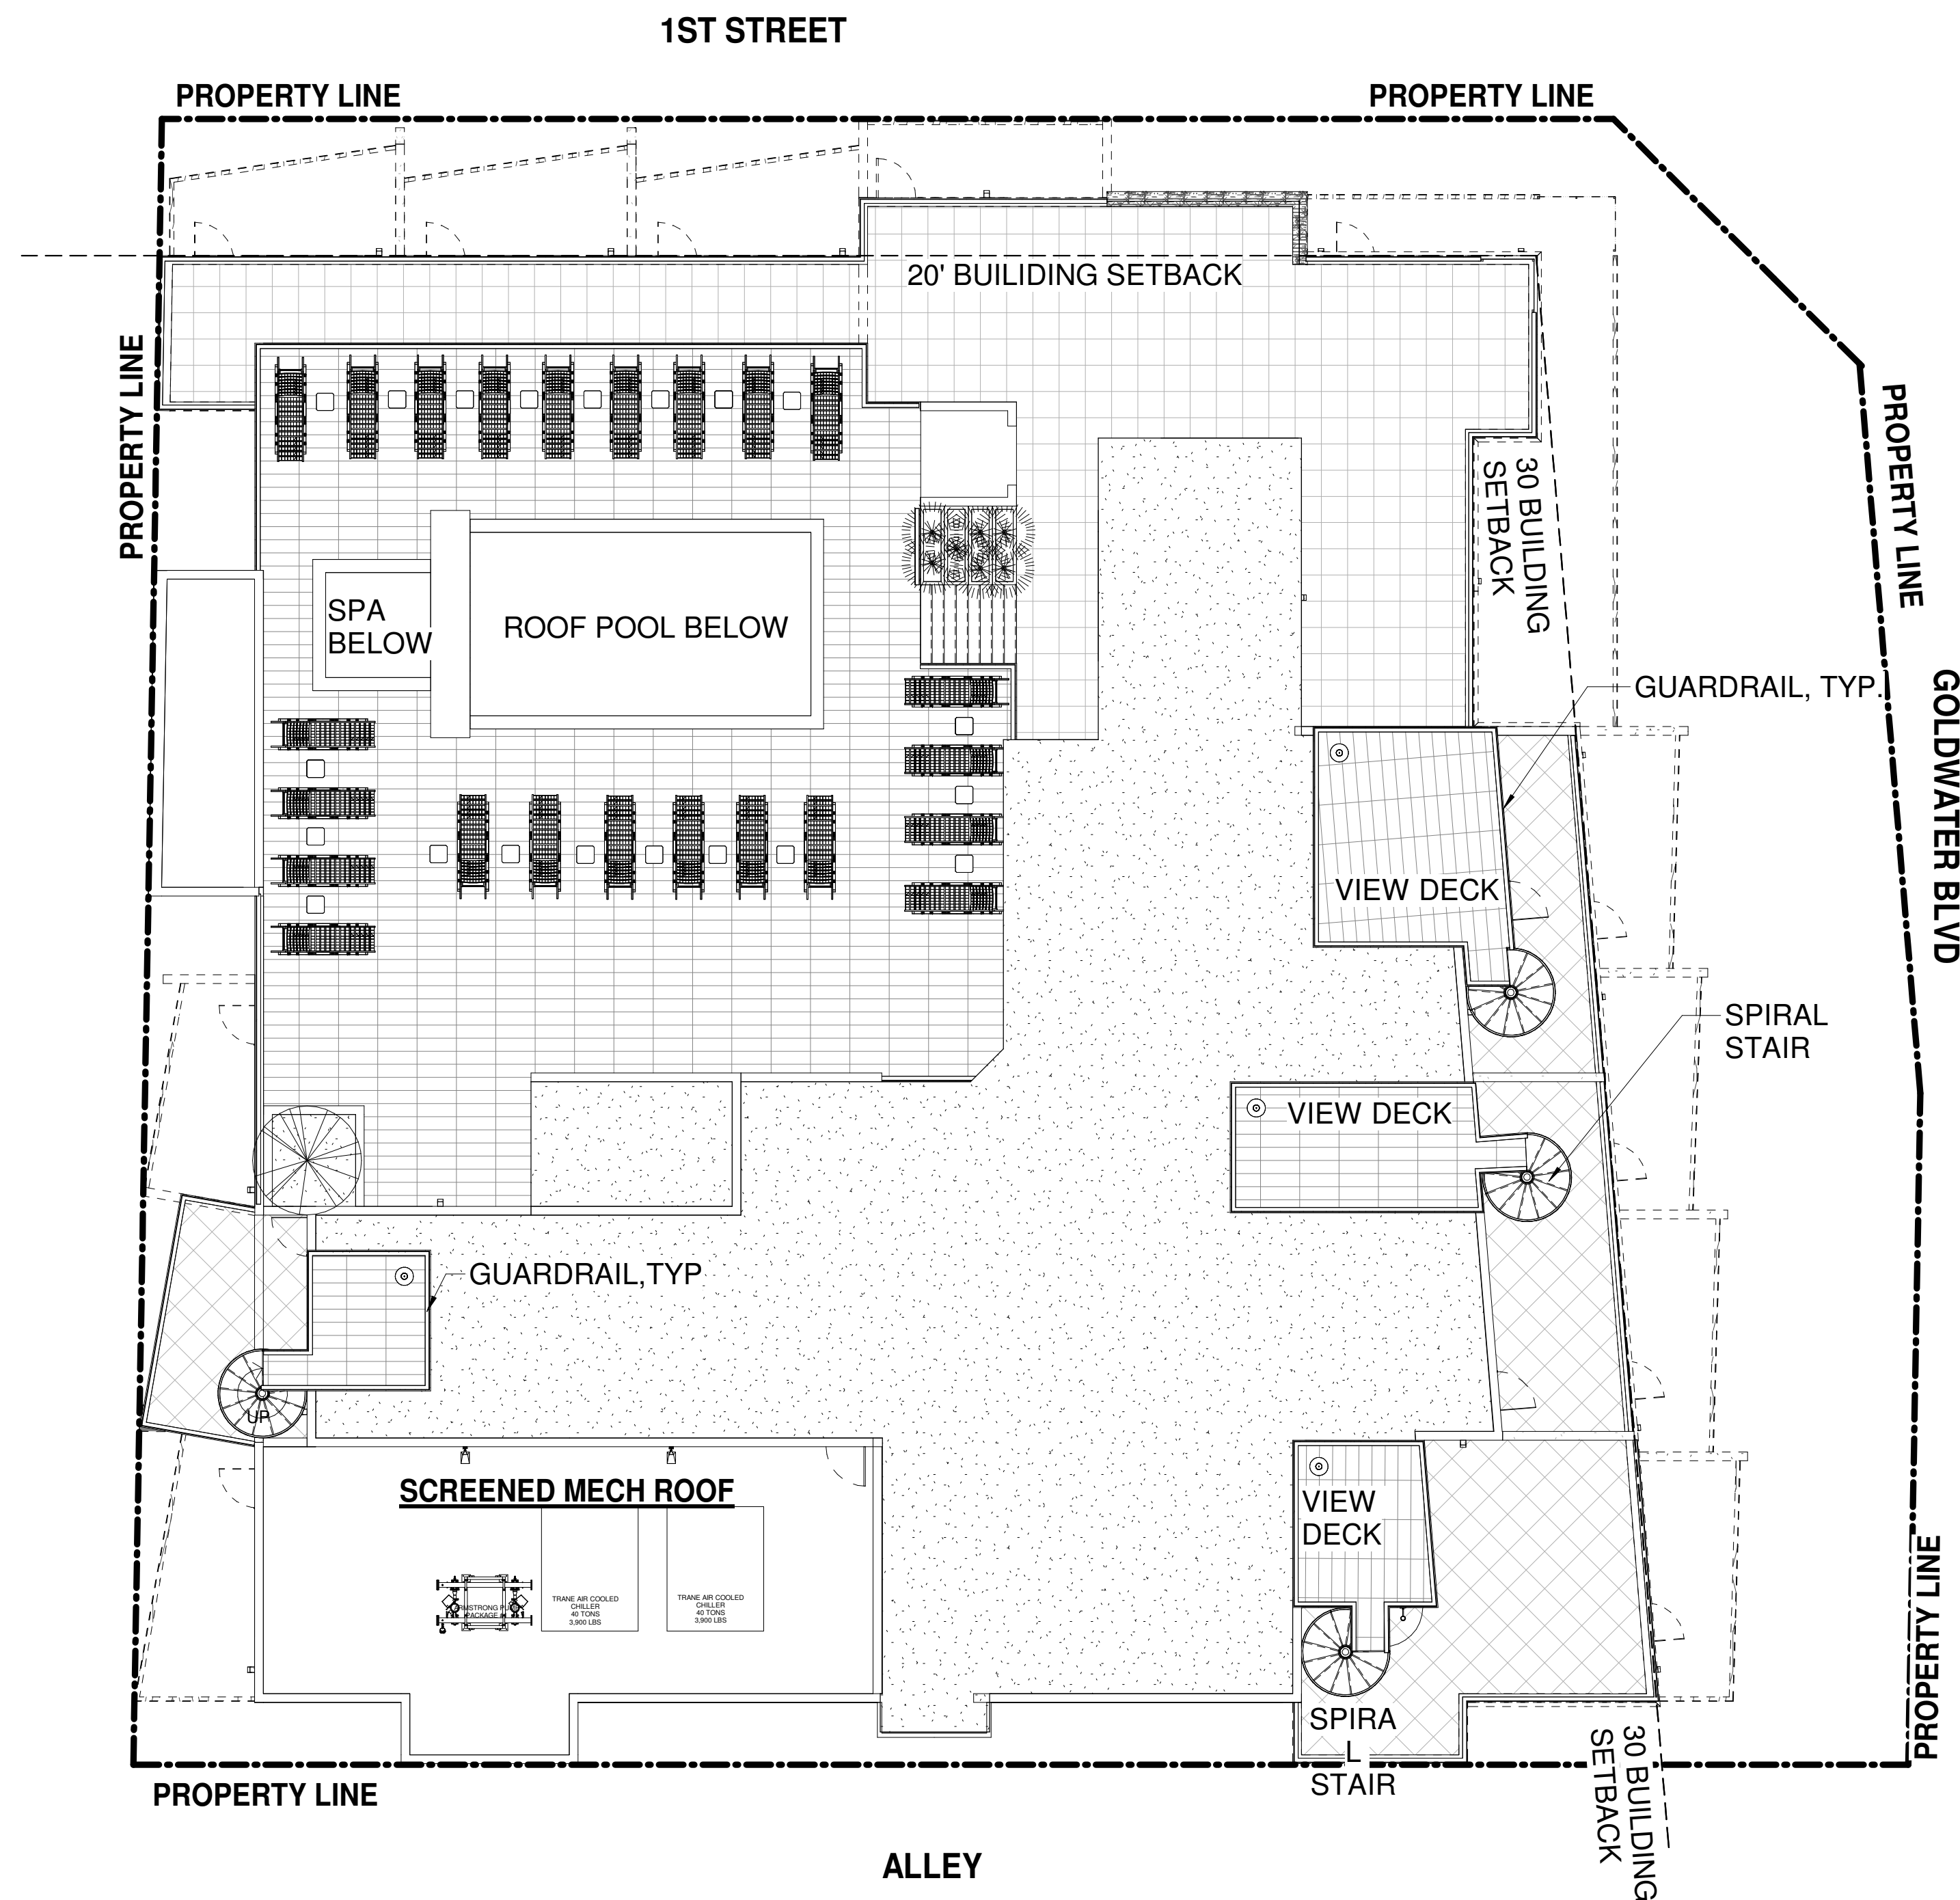 1ST STREET
PROPERTY LINE
PROPERTY LINE
20' BUILIDING SETBACK
PROPERTY LINE
PROPERTY LINE
30 BUILDING
SETBACK
SPA
BELOW
ROOF POOL BELOW
GUARDRAIL, TYP.
GOLDWATER BLVD
VIEW DECK
SPIRAL
STAIR
VIEW DECK
GUARDRAIL,TYP
UP
SCREENED MECH ROOF
VIEW
DECK
ARMSTRONG
PACKAGE
TRANE AIR COOLED
CHILLER
40 TONS
3,900 LBS
TRANE AIR COOLED
CHILLER
40 TONS
3,900 LBS
PROPERTY LINE
SPIRA
L
STAIR
30 BUILDING
SETBACK
PROPERTY LINE
ALLEY